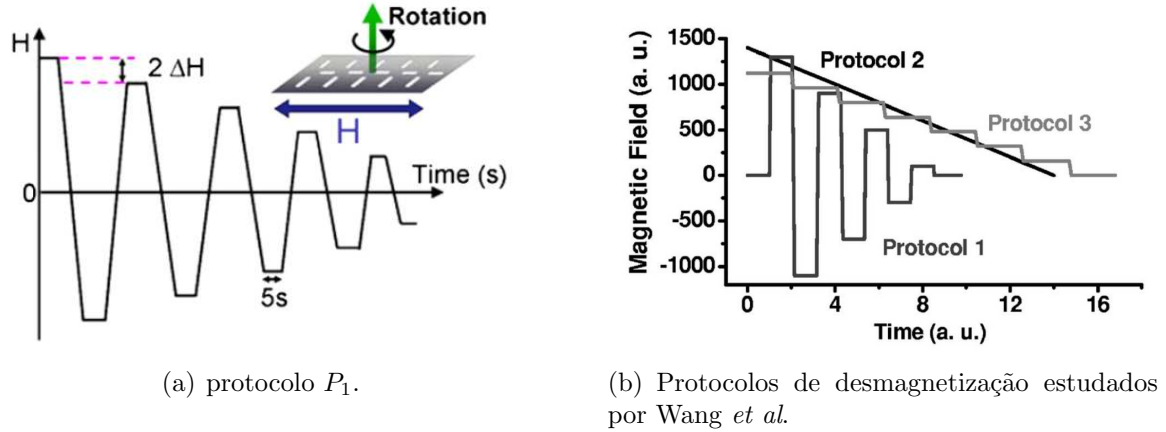 H
2 ΔH
Rotation
H
Time (s)
0
5s
(a) protocolo P₁.
Magnetic Field (a. u.)
1500
1000
500
0
-500
-1000
Protocol 2
Protocol 3
Protocol 1
0 4 8 12 16
Time (a. u.)
(b) Protocolos de desmagnetização estudados
por Wang et al.